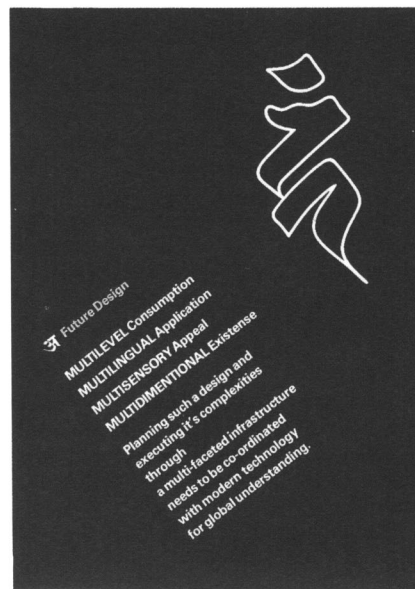 अ Future Design
MULTILEVEL Consumption
MULTILINGUAL Application
MULTISENSORY Appeal
MULTIDIMENTIONAL Existense
Planning such a design and
executing it's complexities
through
a multi-faceted infrastructure
needs to be co-ordinated
with modern technology
for global understanding.